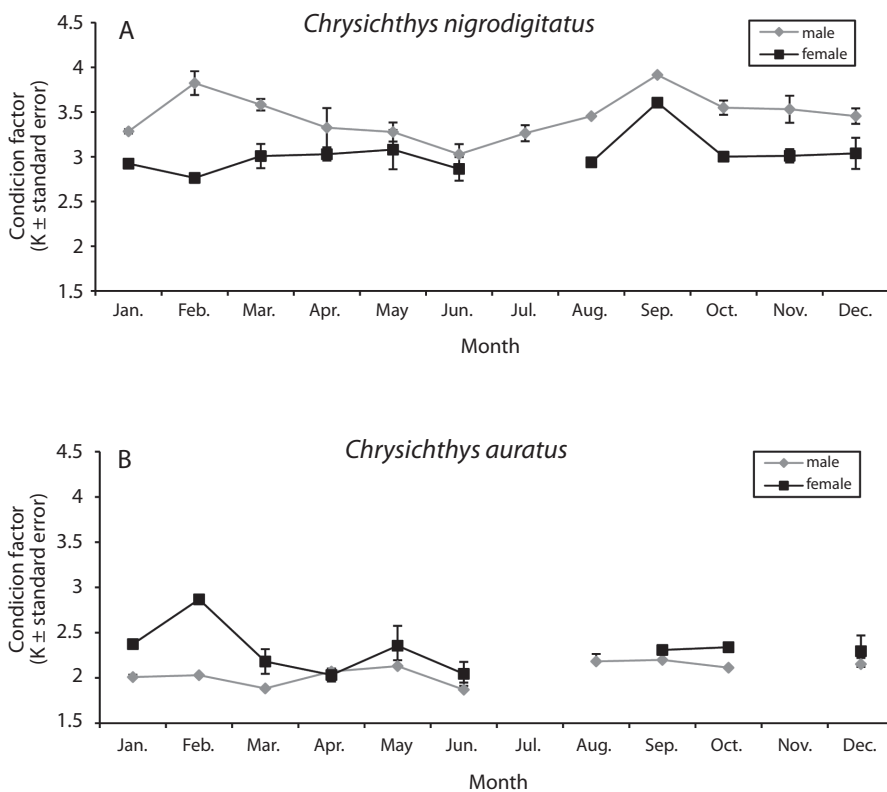 A
Chrysichthys nigrodigitatus
male
female
4.5
4
3.5
3
2.5
2
1.5
Condicion factor
(K ± standard error)
Jan. Feb. Mar. Apr. May Jun. Jul. Aug. Sep. Oct. Nov. Dec.
Month
B
Chrysichthys auratus
male
female
4.5
4
3.5
3
2.5
2
1.5
Condicion factor
(K ± standard error)
Jan. Feb. Mar. Apr. May Jun. Jul. Aug. Sep. Oct. Nov. Dec.
Month